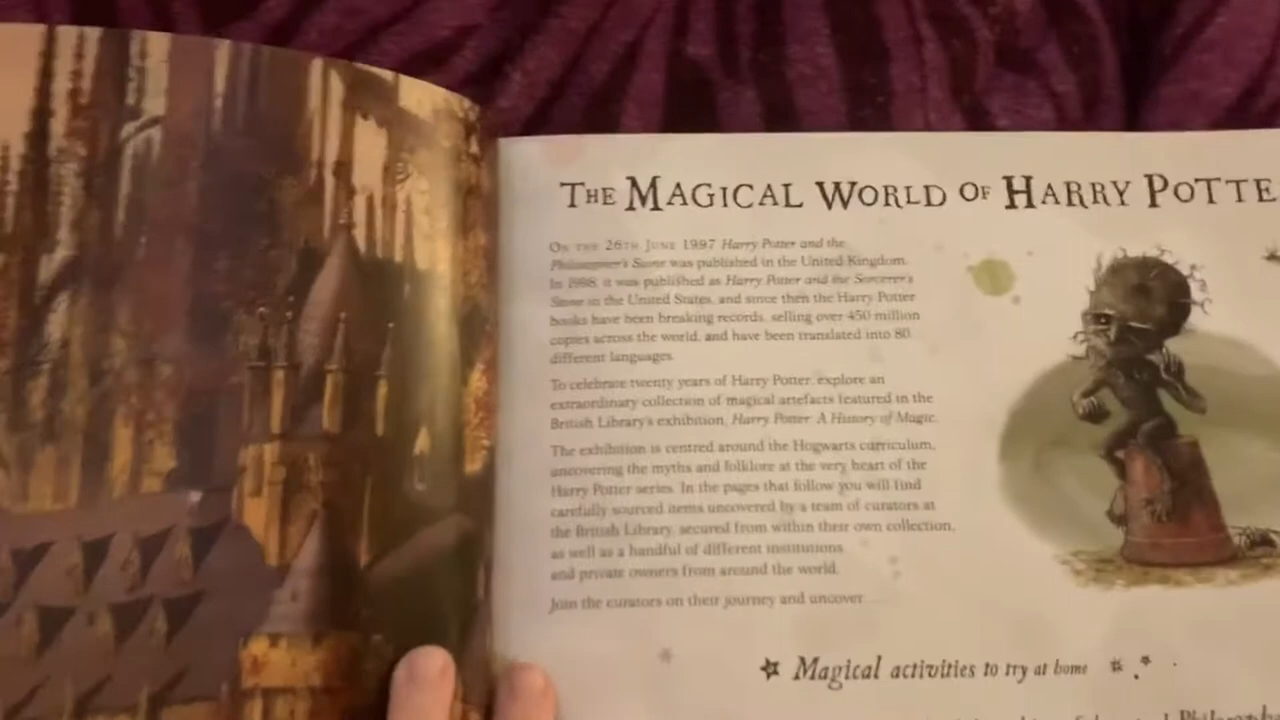 THE MAGICAL WORLD OF HARRY POTTE
ON THE 26TH JUNE 1997 Harry Potter and the
Philosopher's Stone was published in the United Kingdom.
In 1998, it was published as Harry Potter and the Sorcerer's
Stone in the United States, and since then the Harry Potter
books have been breaking records, selling over 450 million
copies across the world, and have been translated into 80
different languages.
To celebrate twenty years of Harry Potter, explore an
extraordinary collection of magical artefacts featured in the
British Library's exhibition, Harry Potter: A History of Magic.
The exhibition is centred around the Hogwarts curriculum,
uncovering the myths and folklore at the very heart of the
Harry Potter series. In the pages that follow you will find
carefully sourced items uncovered by a team of curators at
the British Library, secured from within their own collection,
as well as a handful of different institutions
and private owners from around the world.
Join the curators on their journey and uncover
Magical activities to try at home